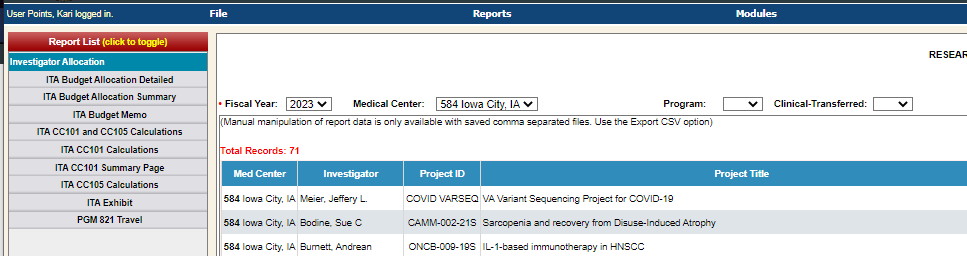 User Points, Kari logged in. File Reports Modules
Report List (click to toggle)
Investigator Allocation
ITA Budget Allocation Detailed
ITA Budget Allocation Summary
ITA Budget Memo
ITA CC101 and CC105 Calculations
ITA CC101 Calculations
ITA CC101 Summary Page
ITA CC105 Calculations
ITA Exhibit
PGM 821 Travel
RESEAR
• Fiscal Year: 2023 Medical Center: 584 Iowa City, IA Program: Clinical-Transferred:
(Manual manipulation of report data is only available with saved comma separated files. Use the Export CSV option)
Total Records: 71
Med Center Investigator Project ID Project Title
584 Iowa City, IA Meier, Jeffery L. COVID VARSEQ VA Variant Sequencing Project for COVID-19
584 Iowa City, IA Bodine, Sue C CAMM-002-21S Sarcopenia and recovery from Disuse-Induced Atrophy
584 Iowa City, IA Burnett, Andrean ONCB-009-19S IL-1-based immunotherapy in HNSCC